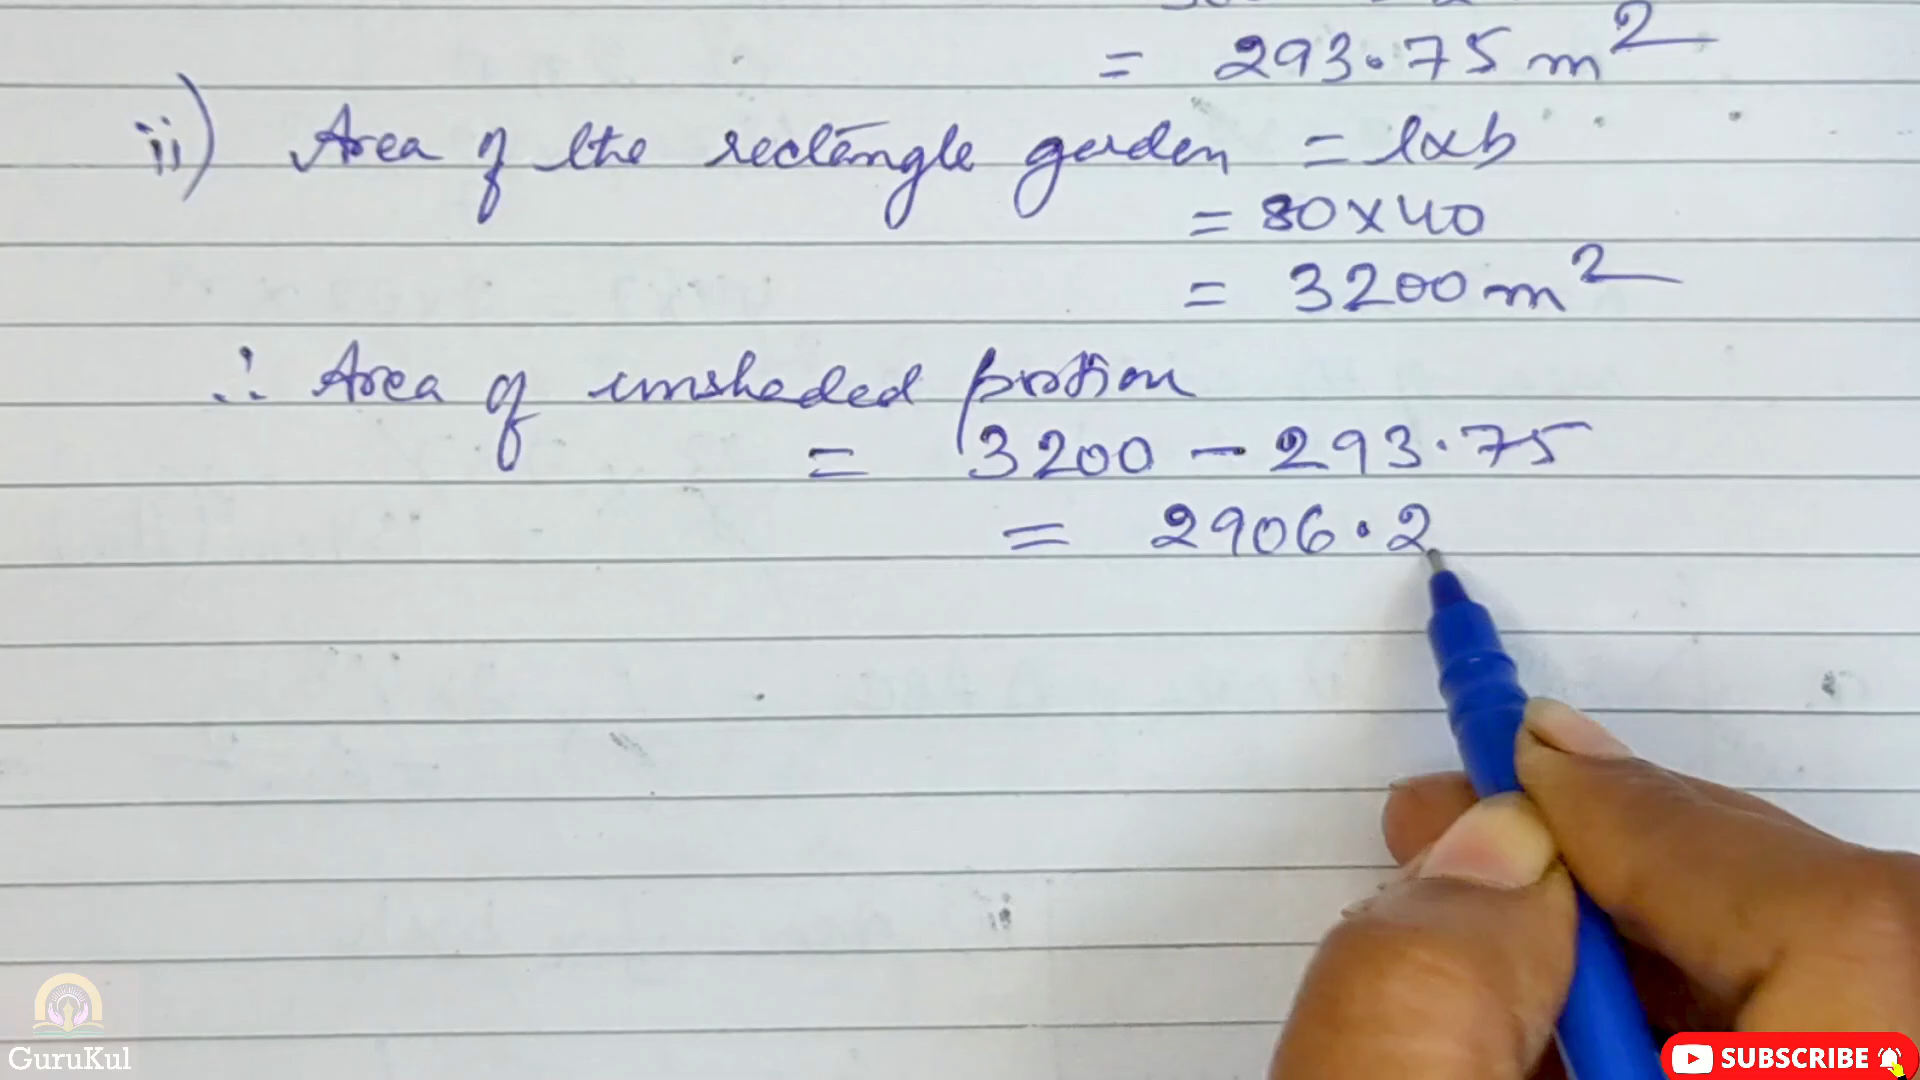 = 293.75 m²
ii) Area of the rectangle garden = l×b
= 80×40
= 3200 m²
∴ Area of unshaded portion
= 3200 − 293.75
= 2906.2
GuruKul
SUBSCRIBE